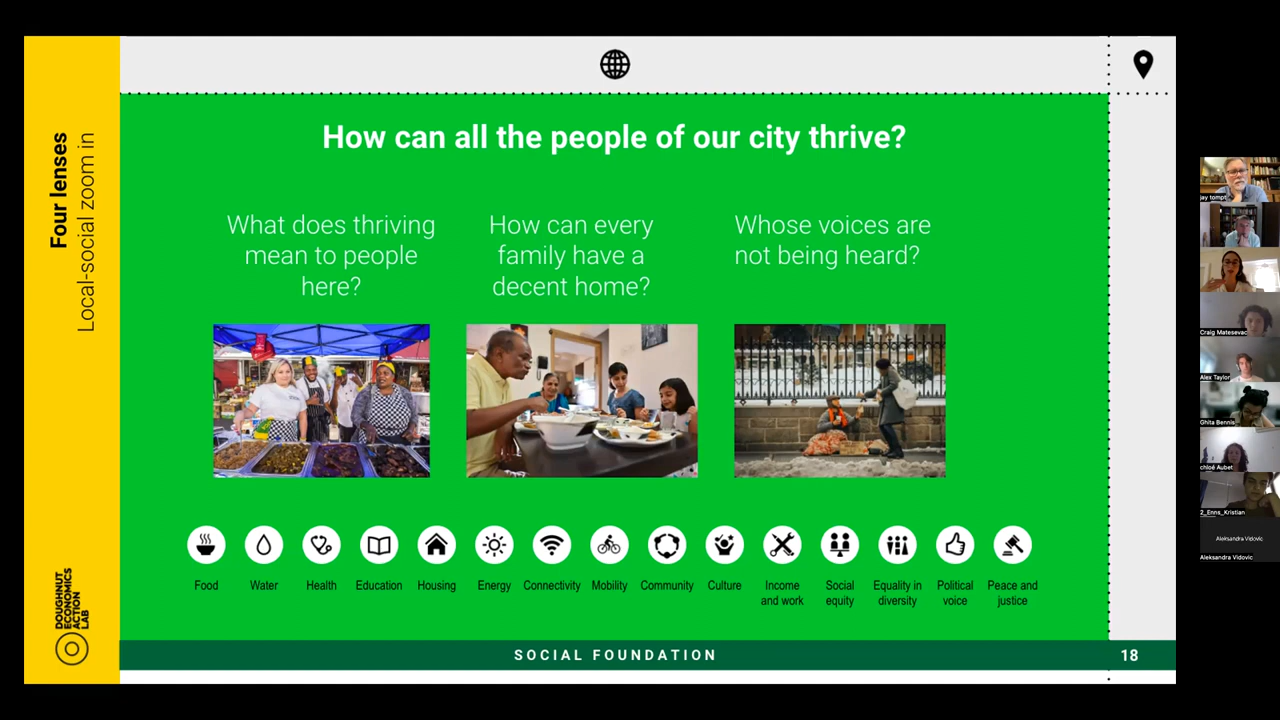 Four lenses
Local-social zoom in
How can all the people of our city thrive?
What does thriving
mean to people
here?
How can every
family have a
decent home?
Whose voices are
not being heard?
Food
Water
Health
Education
Housing
Energy
Connectivity
Mobility
Community
Culture
Income
and work
Social
equity
Equality in
diversity
Political
voice
Peace and
justice
DOUGHNUT
ECONOMICS
ACTION
LAB
SOCIAL FOUNDATION
18
jay tompt
Craig Matesevac
Alex Taylor
Ghita Bennis
chloé Aubet
2_Enns_Kristian
Aleksandra Vidovic
Aleksandra Vidovic